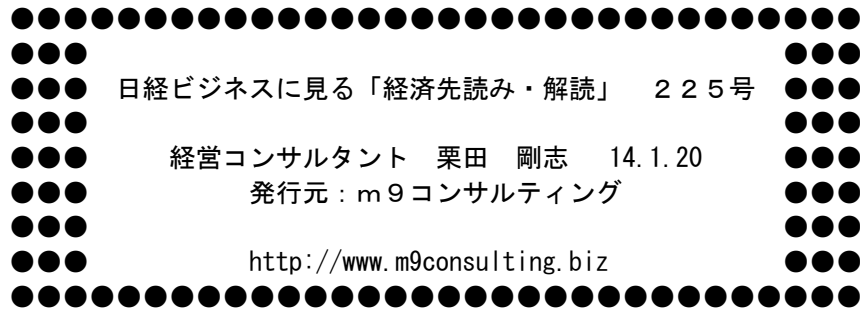 ●●●●●●●●●●●●●●●●●●●●●●●●●●●●●●●●
●●● ●●●
●●● 日経ビジネスに見る「経済先読み・解読」 225号 ●●●
●●● ●●●
●●● 経営コンサルタント 栗田 剛志 14.1.20 ●●●
●●● 発行元:m9コンサルティング ●●●
●●● ●●●
●●● http://www.m9consulting.biz ●●●
●●●●●●●●●●●●●●●●●●●●●●●●●●●●●●●●